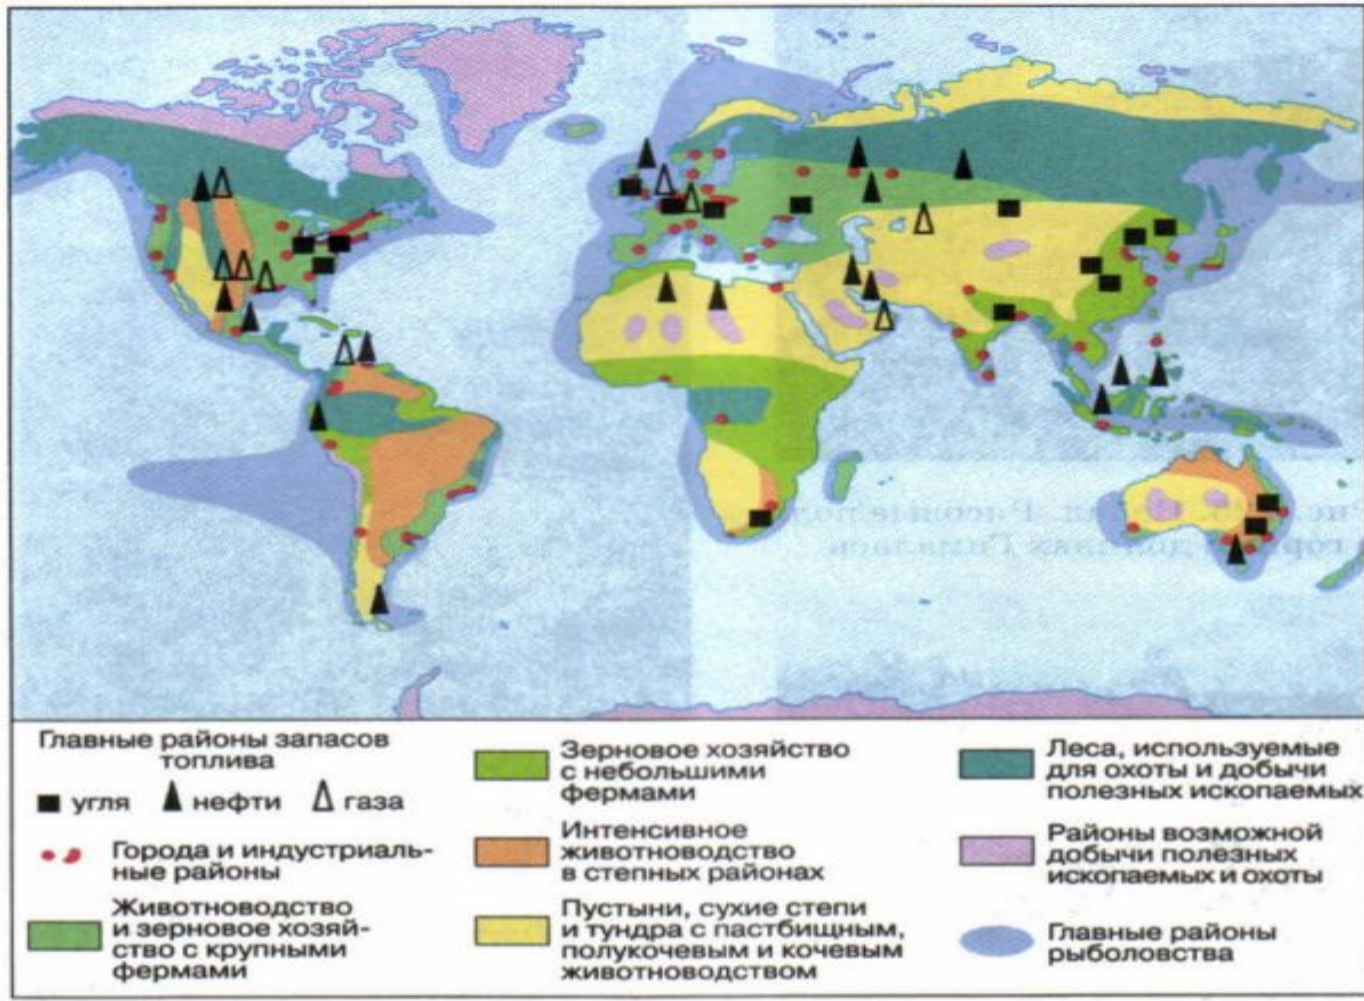 Главные районы запасов
топлива
угля нефти газа
Города и индустриаль-
ные районы
Животноводство
и зерновое хозяй-
ство с крупными
фермами
Зерновое хозяйство
с небольшими
фермами
Интенсивное
животноводство
в степных районах
Пустыни, сухие степи
и тундра с пастбищным,
полукочевым и кочевым
животноводством
Леса, используемые
для охоты и добычи
полезных ископаемых
Районы возможной
добычи полезных
ископаемых и охоты
Главные районы
рыболовства